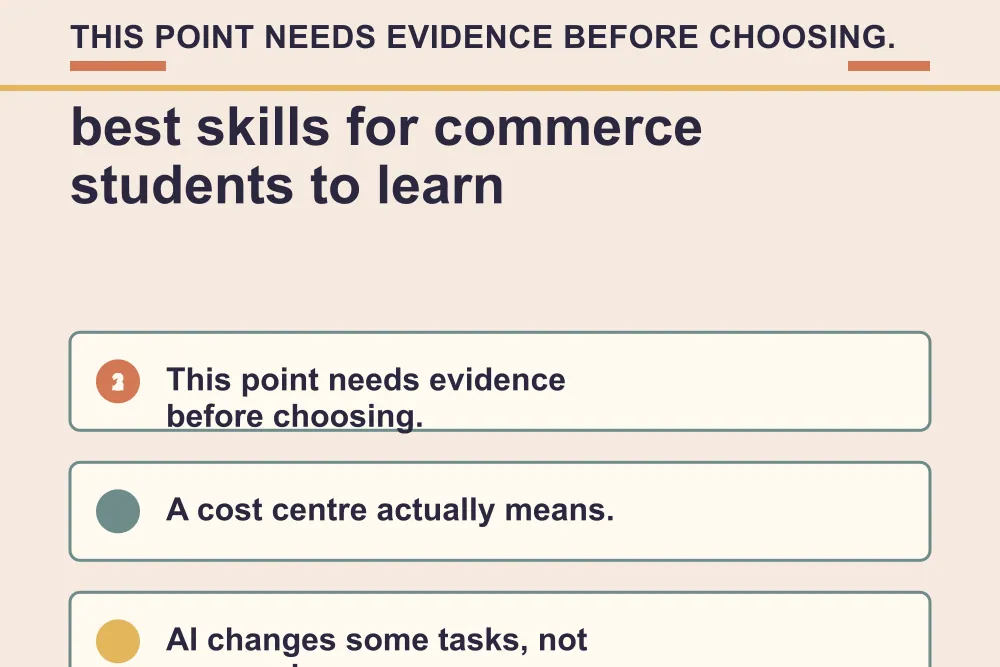 THIS POINT NEEDS EVIDENCE BEFORE CHOOSING.
best skills for commerce
students to learn
This point needs evidence
before choosing.
A cost centre actually means.
AI changes some tasks, not